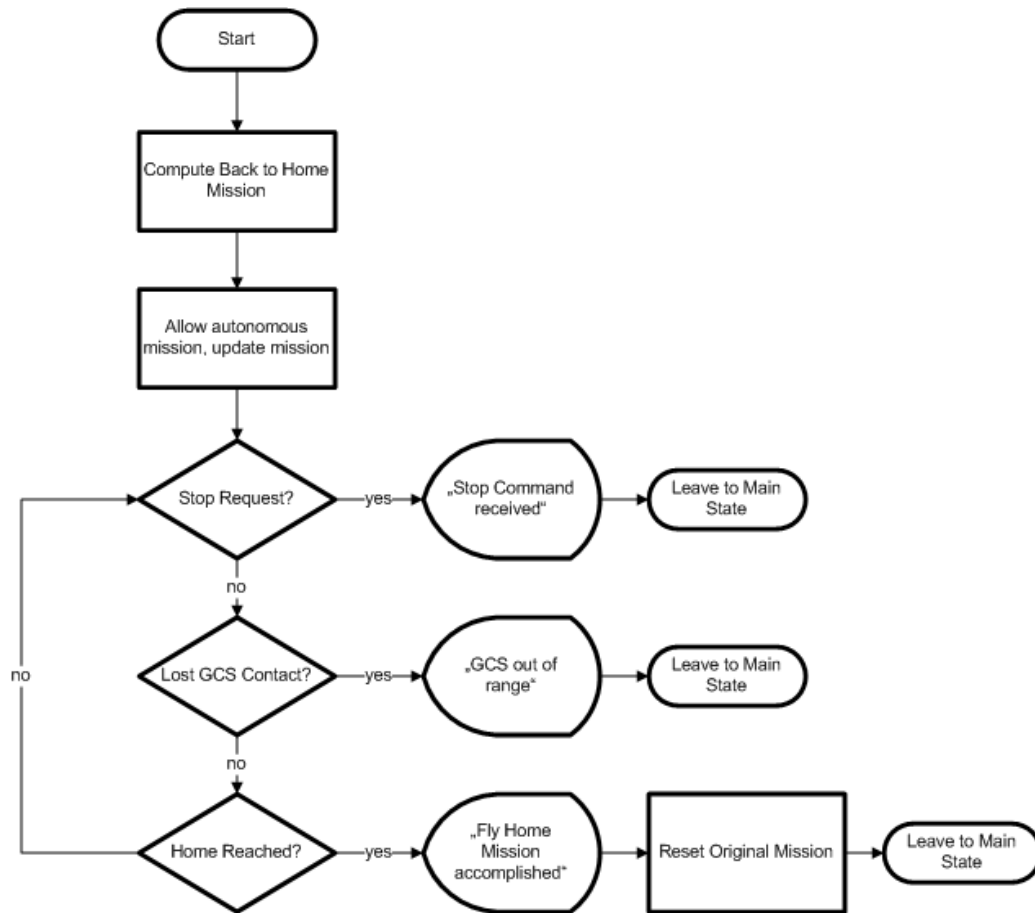 Start
Compute Back to Home
Mission
Allow autonomous
mission, update mission
Stop Request?
yes
„Stop Command
received“
Leave to Main
State
no
Lost GCS Contact?
yes
„GCS out of
range“
Leave to Main
State
no
no
Home Reached?
yes
„Fly Home
Mission
accomplished“
Reset Original Mission
Leave to Main
State